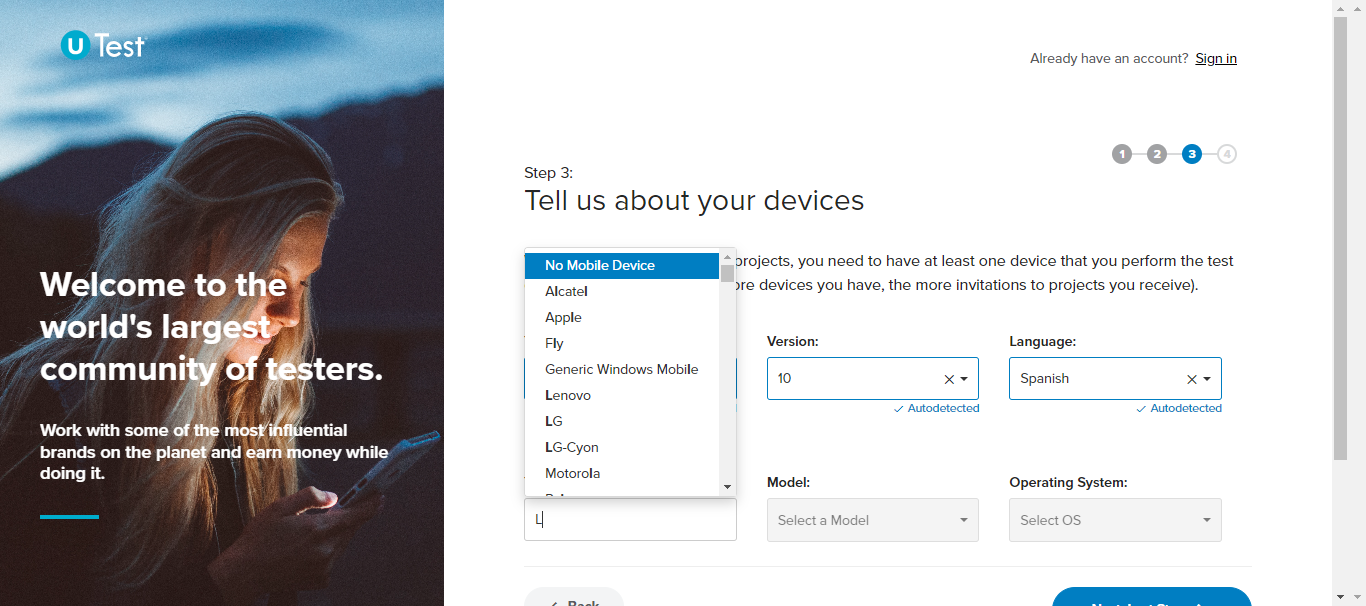 U Test
Already have an account? Sign in
1 2 3 4
Step 3:
Tell us about your devices
projects, you need to have at least one device that you perform the test
ore devices you have, the more invitations to projects you receive).
Welcome to the
world's largest
community of testers.
Work with some of the most influential
brands on the planet and earn money while
doing it.
No Mobile Device
Alcatel
Apple
Fly
Generic Windows Mobile
Lenovo
LG
LG-Cyon
Motorola
L
Version:
Language:
10
Spanish
Autodetected
Autodetected
Model:
Operating System:
Select a Model
Select OS
Back